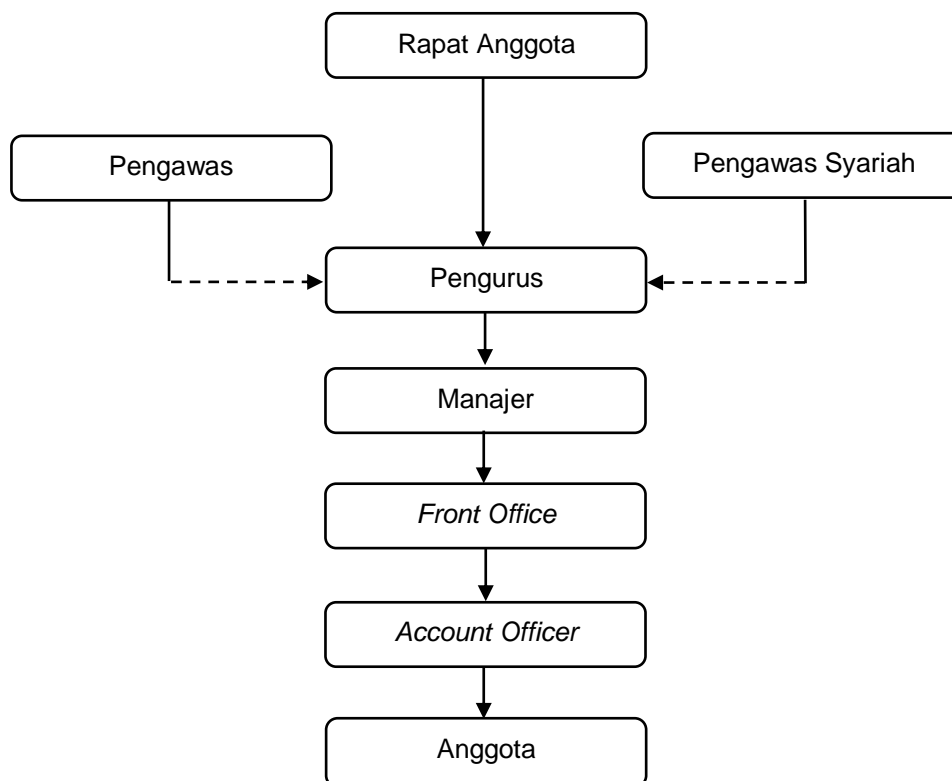 Rapat Anggota
Pengawas
Pengawas Syariah
Pengurus
Manajer
Front Office
Account Officer
Anggota